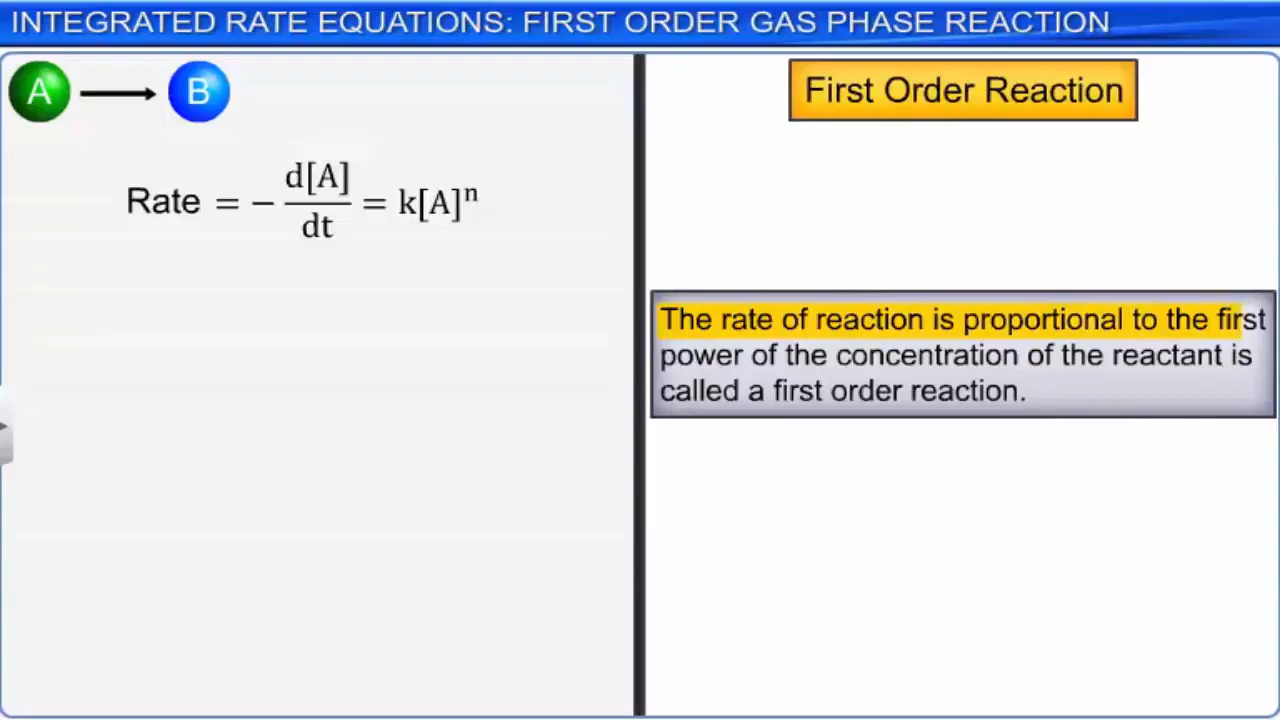 INTEGRATED RATE EQUATIONS: FIRST ORDER GAS PHASE REACTION
A → B
Rate = − d[A]/dt = k[A]ⁿ
First Order Reaction
The rate of reaction is proportional to the first
power of the concentration of the reactant is
called a first order reaction.